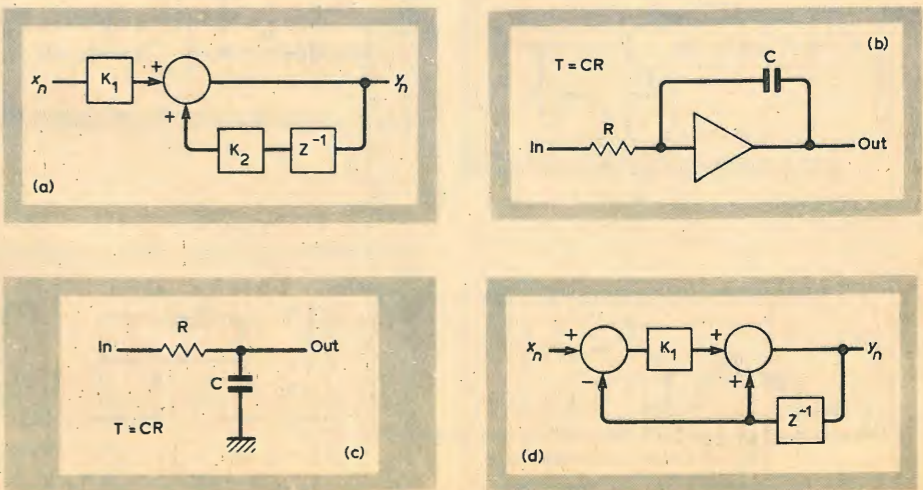 (a)
xn K1 + yn
+ K2 Z-1
(b)
T = CR
C
R
In Out
(c)
R
In Out
C
T = CR
(d)
xn + K1 + yn
- +
Z-1